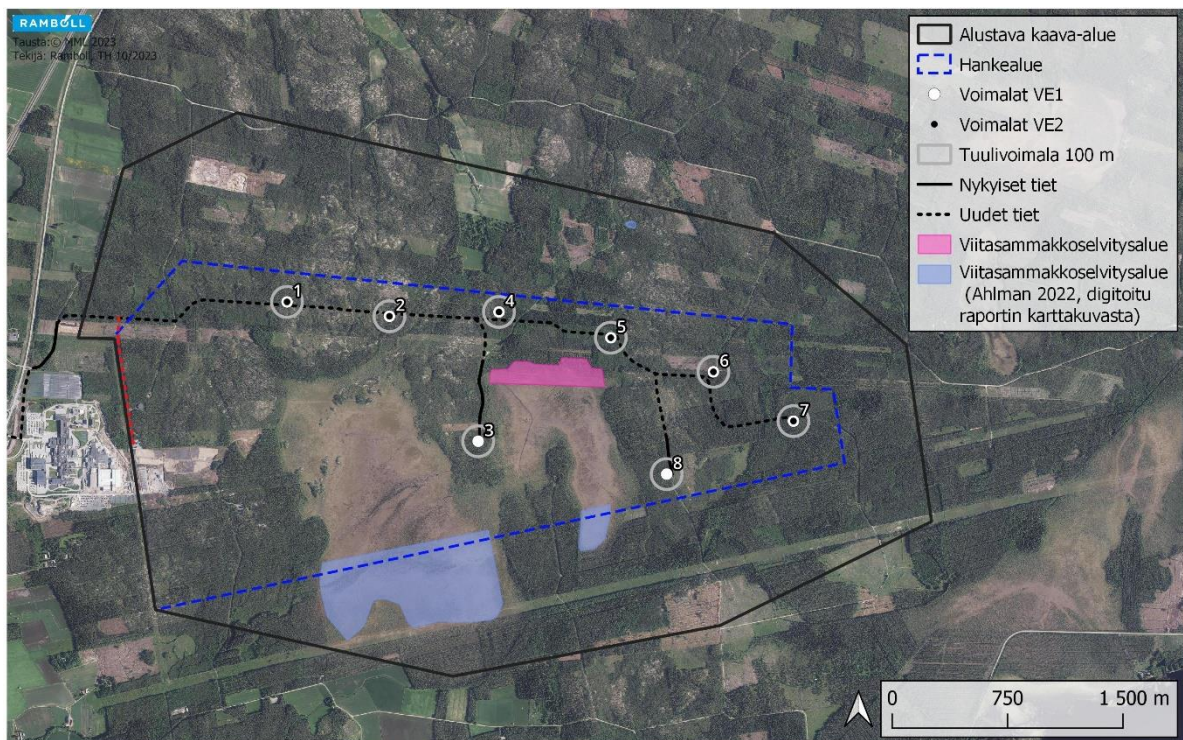 RAMBOLL
Tausta:© MML 2023
Tekijä: Ramboll, TH 10/2023
Alustava kaava-alue
Hankealue
Voimalat VE1
Voimalat VE2
Tuulivoimala 100 m
Nykyiset tiet
Uudet tiet
Viitasammakkoselvitysalue
Viitasammakkoselvitysalue
(Ahlman 2022, digitoitu
raportin karttakuvasta)
1
2
4
5
6
7
3
8
0 750 1 500 m